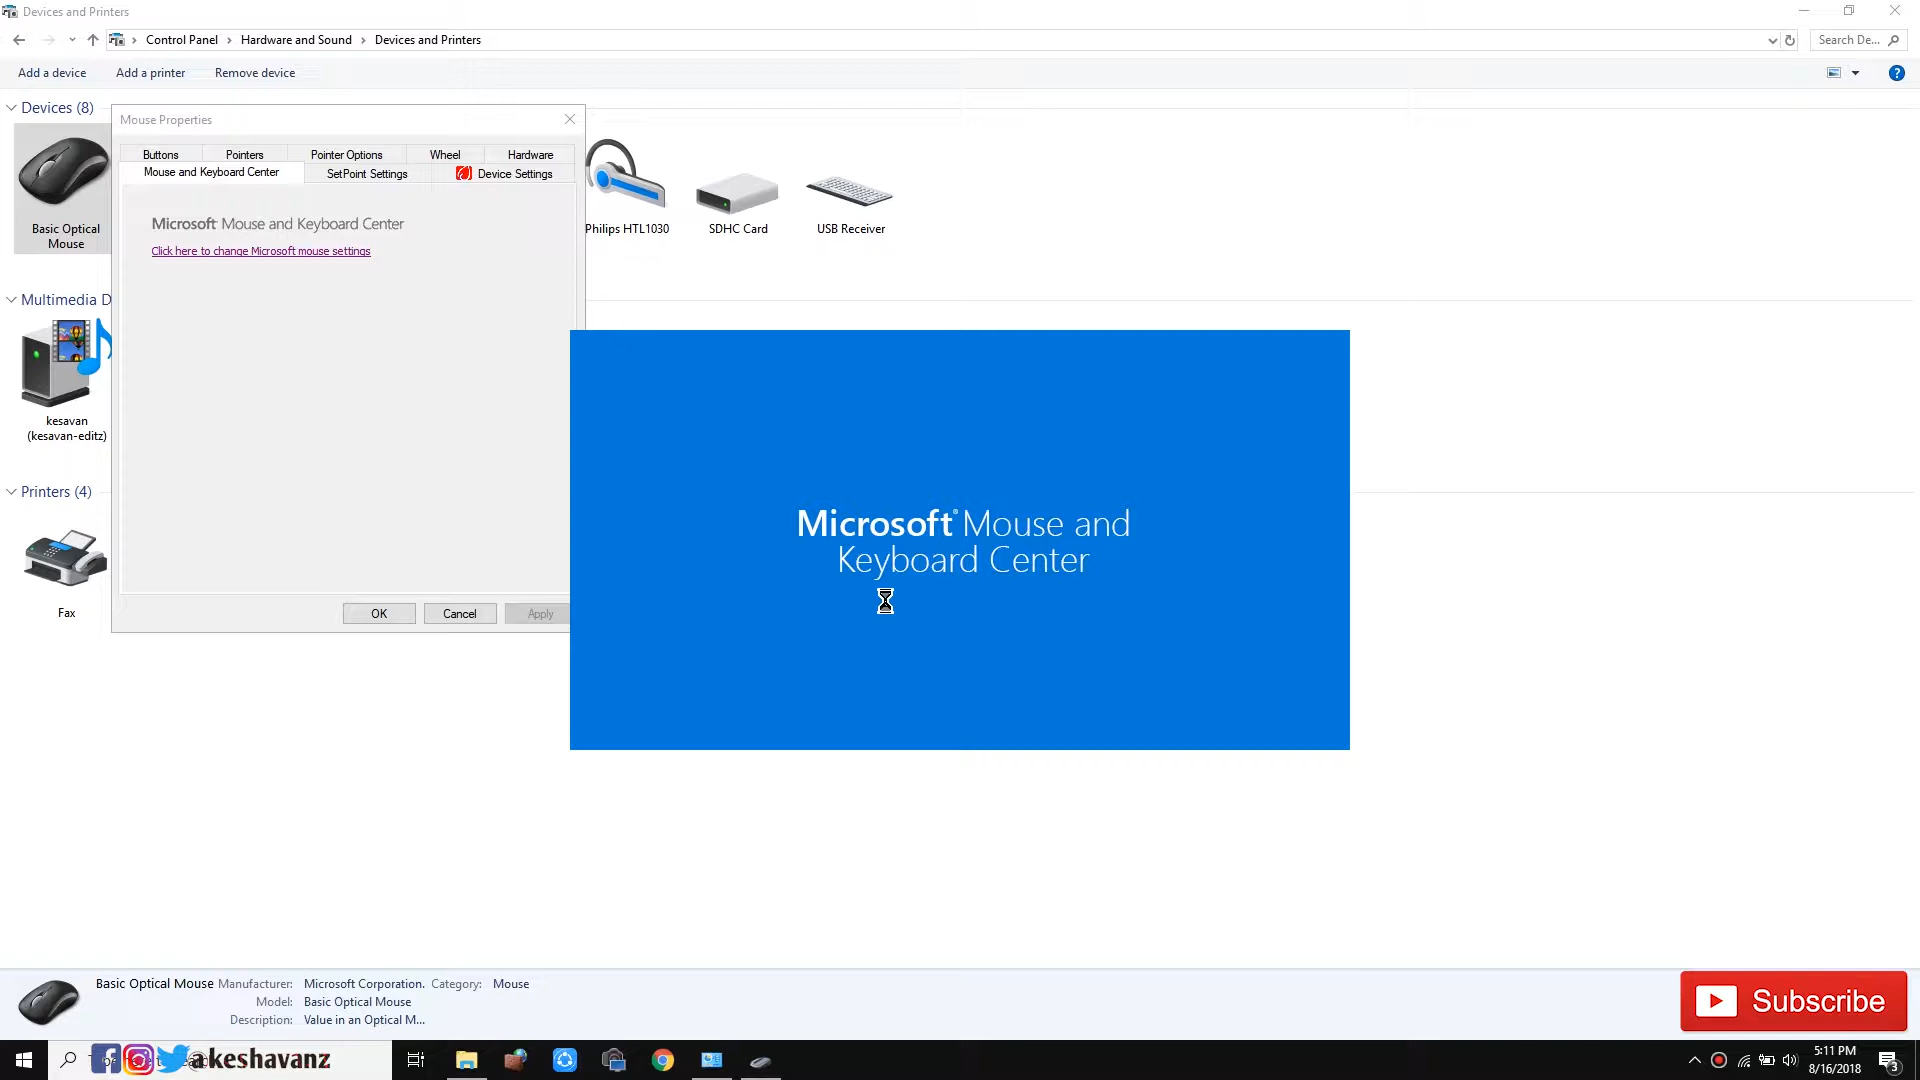 Devices and Printers
Control Panel > Hardware and Sound > Devices and Printers
Search De...
Add a device Add a printer Remove device
Devices (8)
Mouse Properties
Buttons Pointers Pointer Options Wheel Hardware
Mouse and Keyboard Center SetPoint Settings Device Settings
Microsoft Mouse and Keyboard Center
Click here to change Microsoft mouse settings
Basic Optical
Mouse
Philips HTL1030
SDHC Card
USB Receiver
Multimedia D
kesavan
(kesavan-editz)
Printers (4)
Fax
OK Cancel Apply
Microsoft® Mouse and
Keyboard Center
Basic Optical Mouse Manufacturer: Microsoft Corporation. Category: Mouse
Model: Basic Optical Mouse
Description: Value in an Optical M...
Subscribe
@keshavanz
5:11 PM
8/16/2018
3